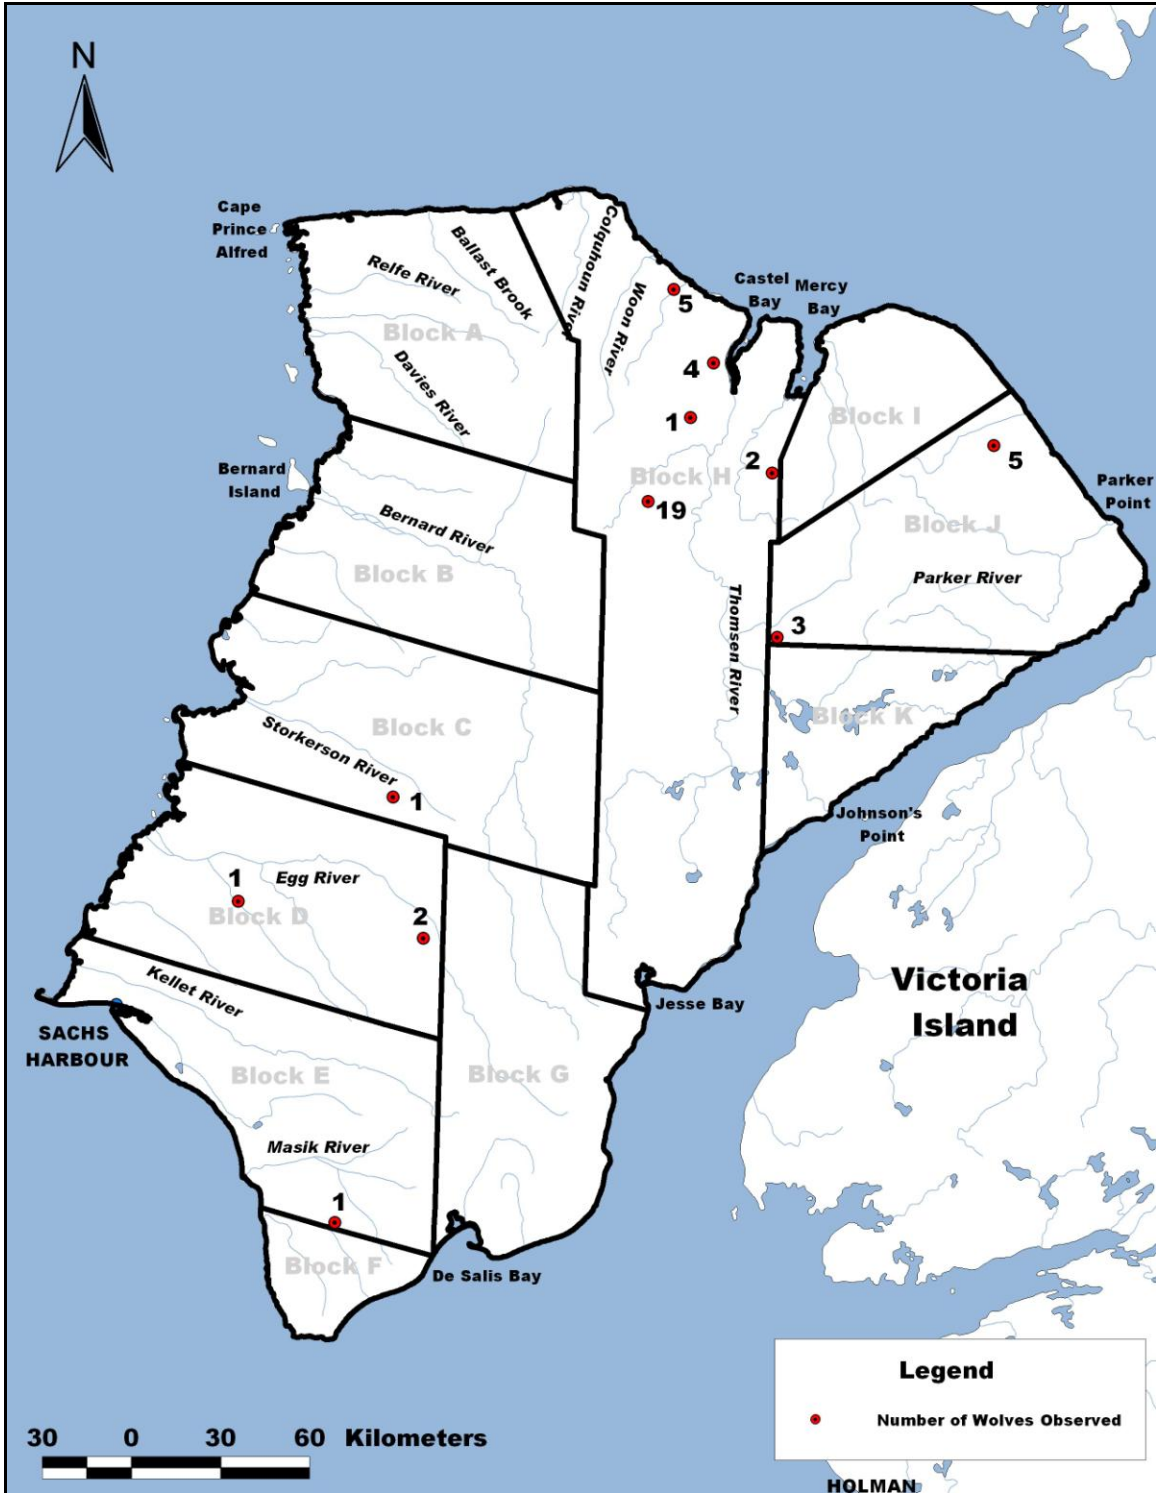 N
Cape
Prince
Alfred
Colquhoun River
Ballast Brook
Relfe River
Woon River
5
Castel
Bay
Mercy
Bay
Block A
Davies River
4
1
Block I
Bernard
Island
Block H
2
5
Parker
Point
19
Bernard River
Block J
Block B
Parker River
Thomsen River
3
Block C
Block K
Storkerson River
1
Johnson's
Point
1
Egg River
Block D
2
Kellet River
Victoria
Island
Jesse Bay
SACHS
HARBOUR
Block E
Block G
Masik River
1
Block F
De Salis Bay
Legend
Number of Wolves Observed
30 0 30 60 Kilometers
HOLMAN